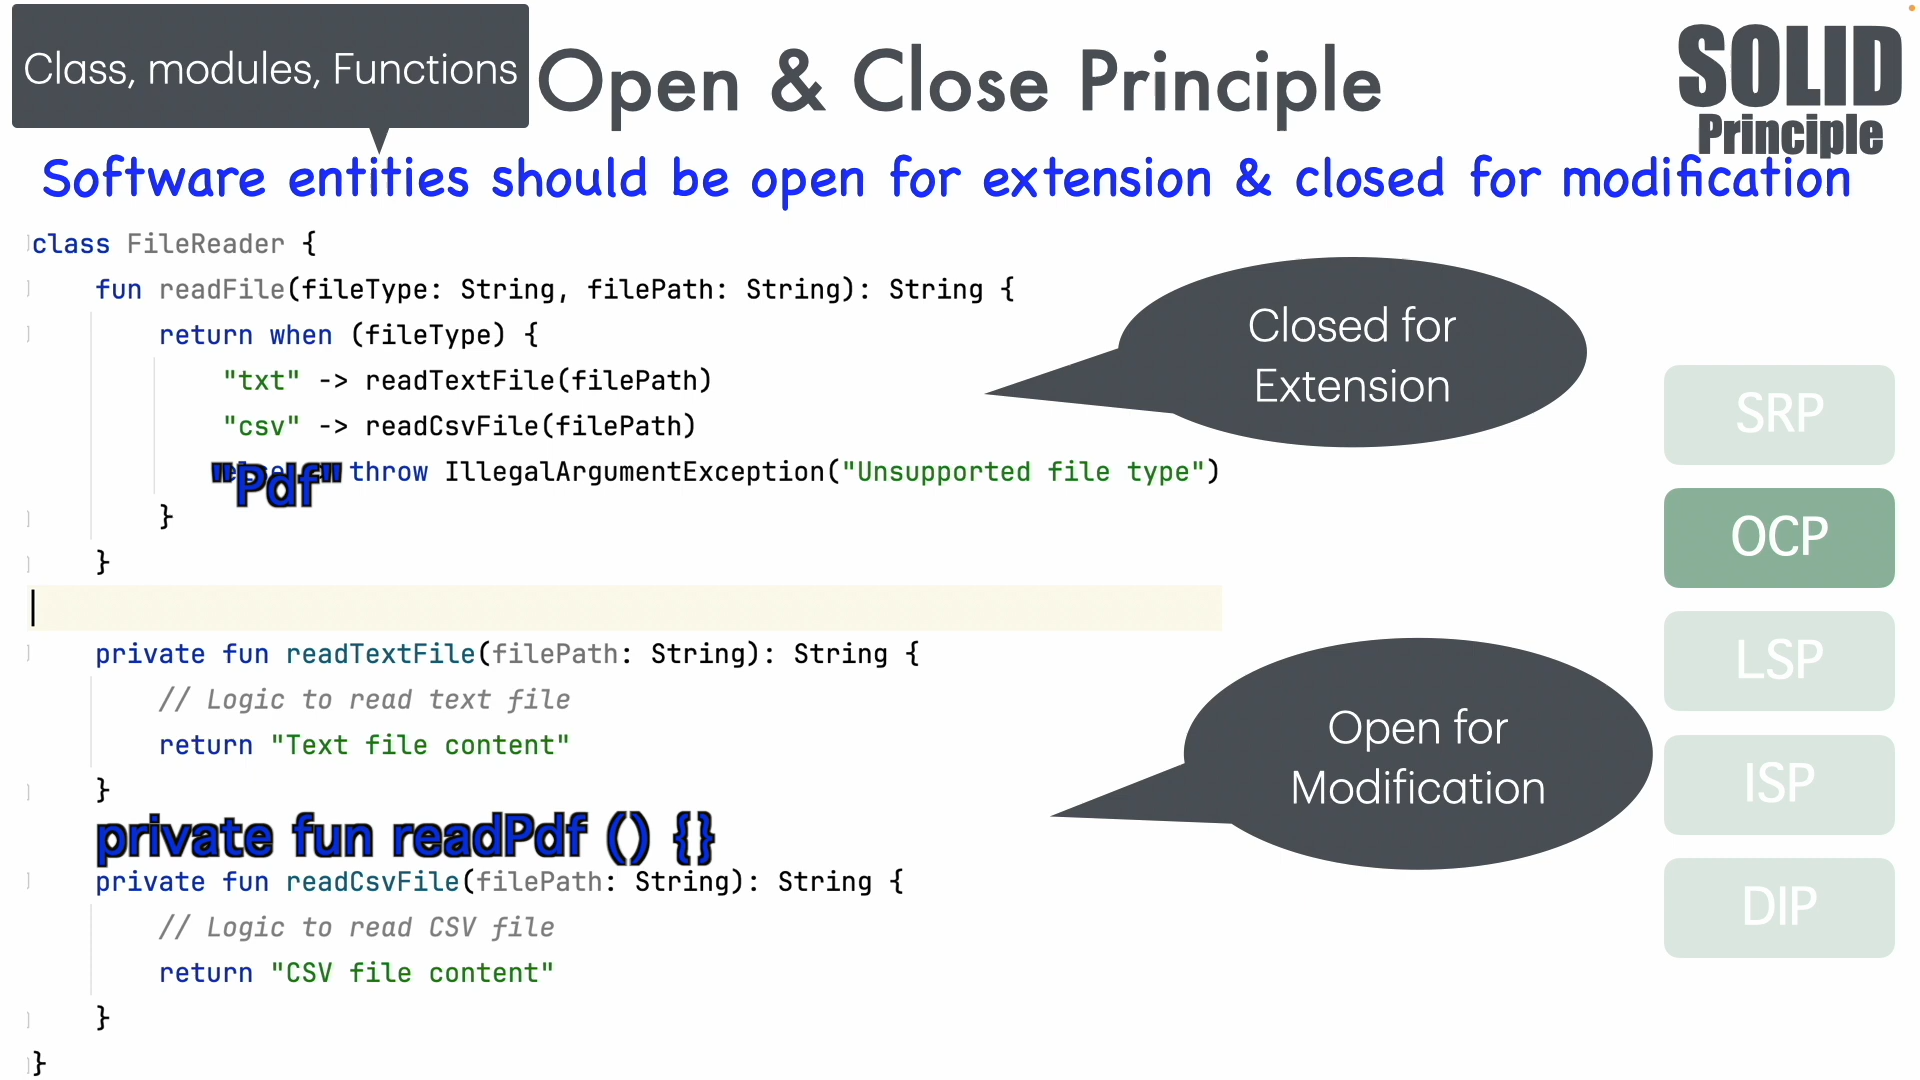 Class, modules, Functions
Open & Close Principle
SOLID
Principle
Software entities should be open for extension & closed for modification
class FileReader {
fun readFile(fileType: String, filePath: String): String {
return when (fileType) {
"txt" -> readTextFile(filePath)
"csv" -> readCsvFile(filePath)
"Pdf" throw IllegalArgumentException("Unsupported file type")
}
}
private fun readTextFile(filePath: String): String {
// Logic to read text file
return "Text file content"
}
private fun readPdf () {}
private fun readCsvFile(filePath: String): String {
// Logic to read CSV file
return "CSV file content"
}
}
Closed for
Extension
Open for
Modification
SRP
OCP
LSP
ISP
DIP